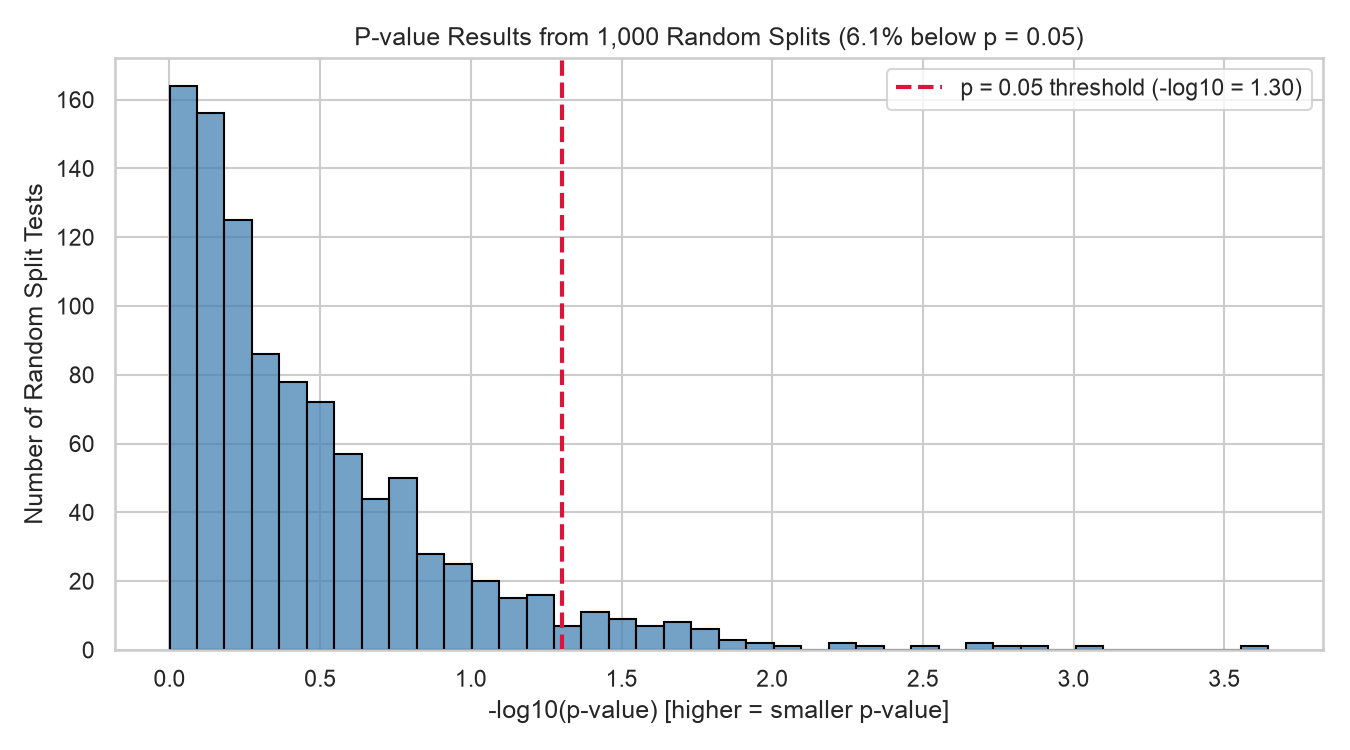 P-value Results from 1,000 Random Splits (6.1% below p = 0.05)
p = 0.05 threshold (-log10 = 1.30)
Number of Random Split Tests
160
140
120
100
80
60
40
20
0
0.0 0.5 1.0 1.5 2.0 2.5 3.0 3.5
-log10(p-value) [higher = smaller p-value]